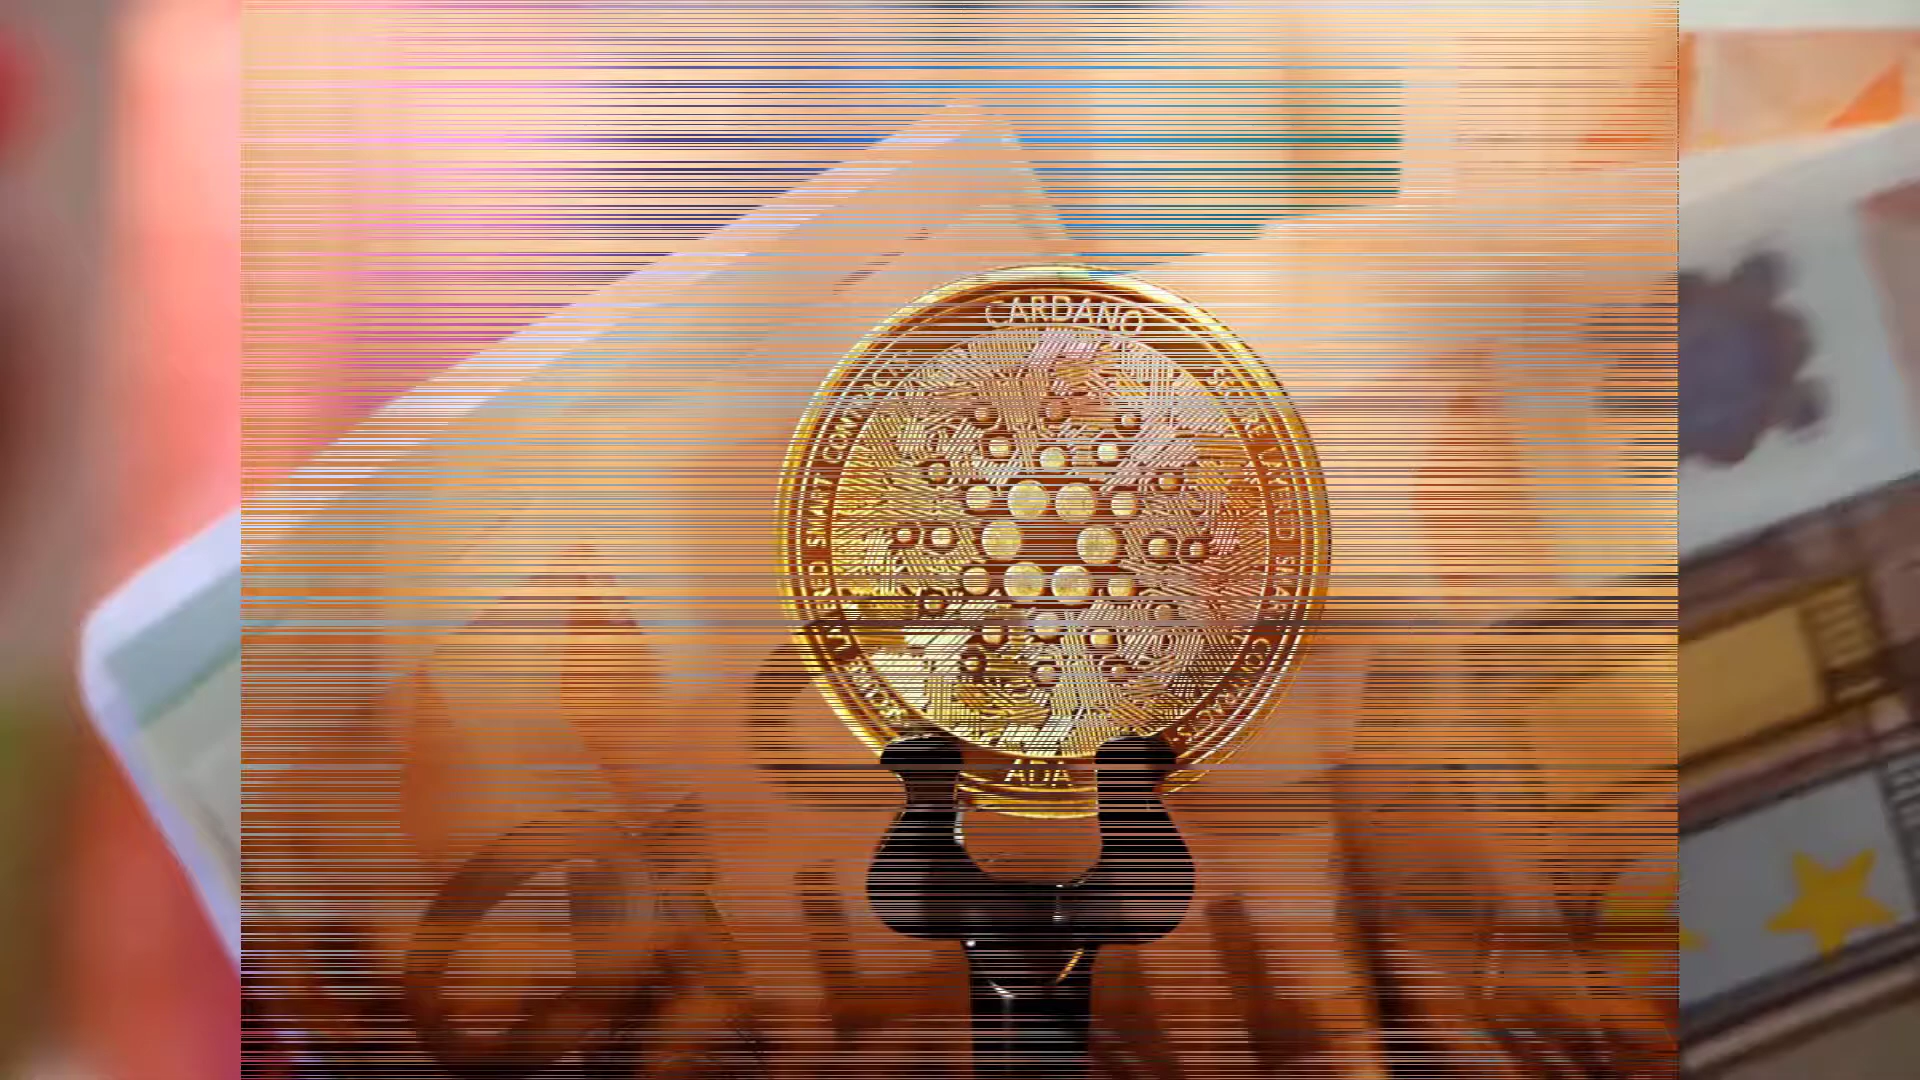 CARDANO
SECURE LAYERED SMART CONTRACTS
SECURE LAYERED SMART CONTRACTS
ADA